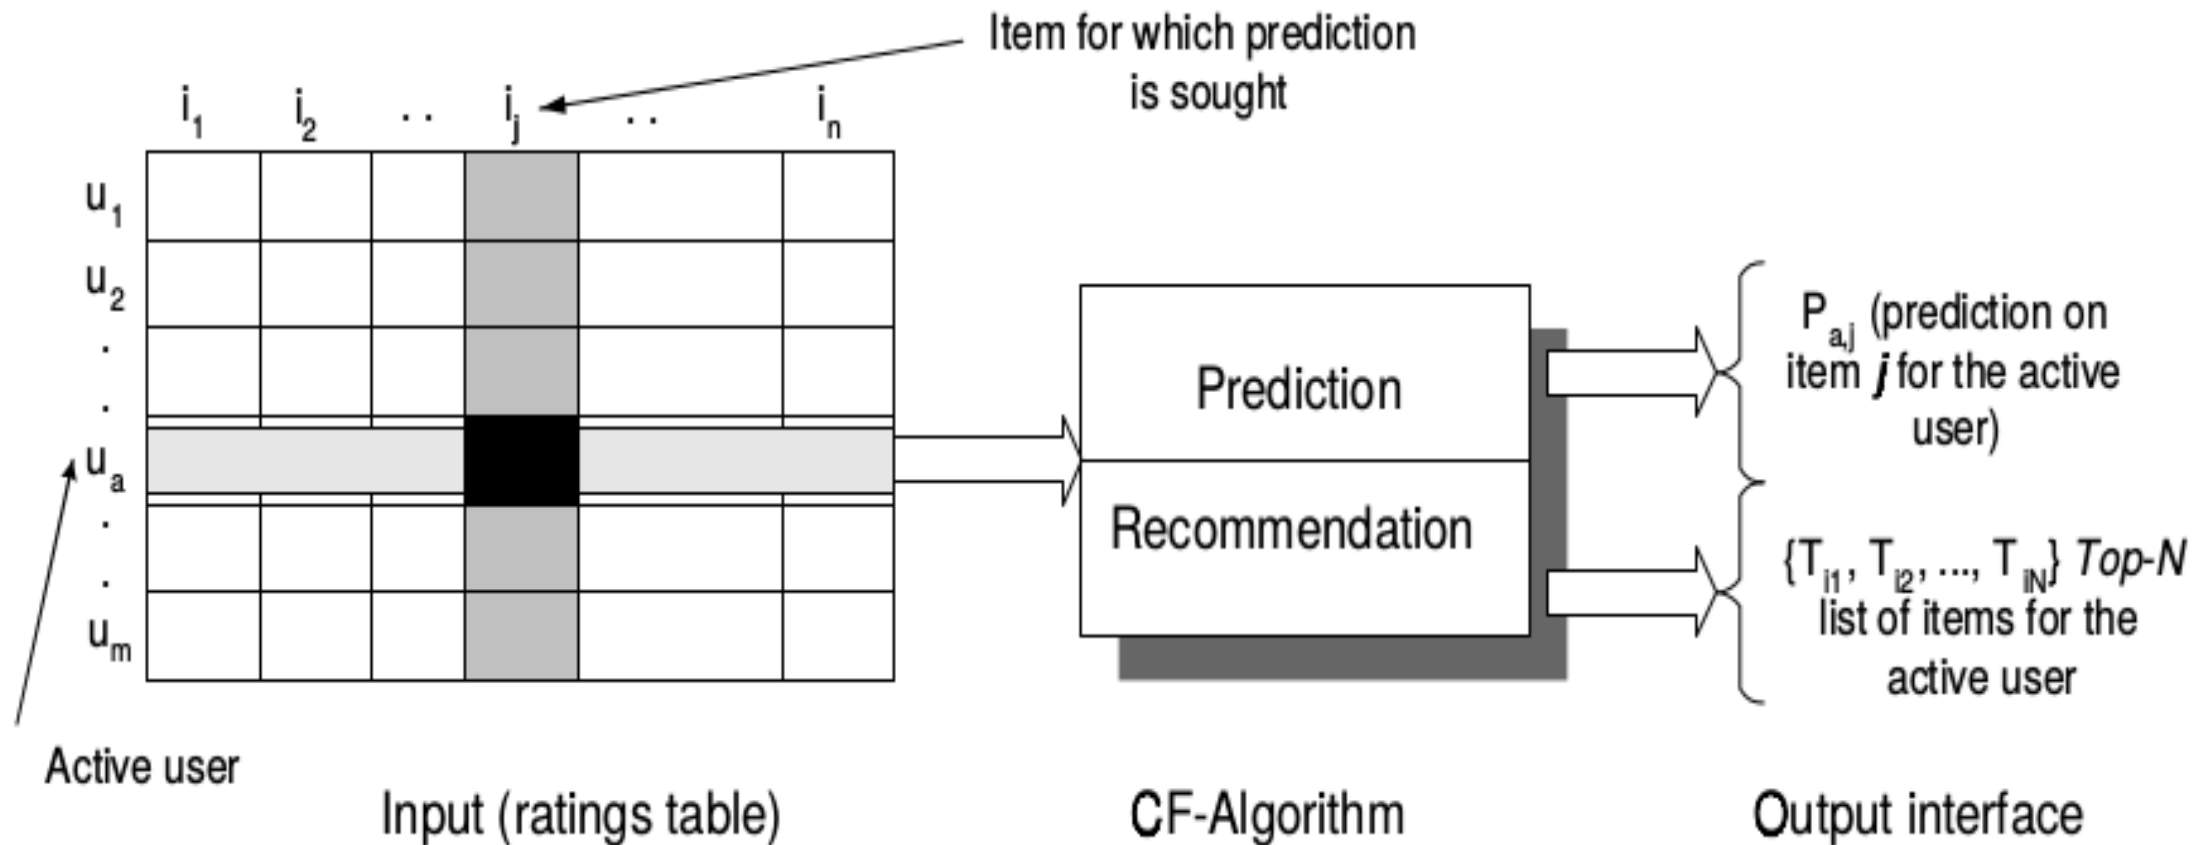 Item for which prediction
is sought
i1 i2 . . ij . . in
u1
u2
.
.
ua
.
.
um
Active user
Input (ratings table)
Prediction
Recommendation
CF-Algorithm
Pa,j (prediction on
item j for the active
user)
{Ti1, Ti2, ..., TiN} Top-N
list of items for the
active user
Output interface